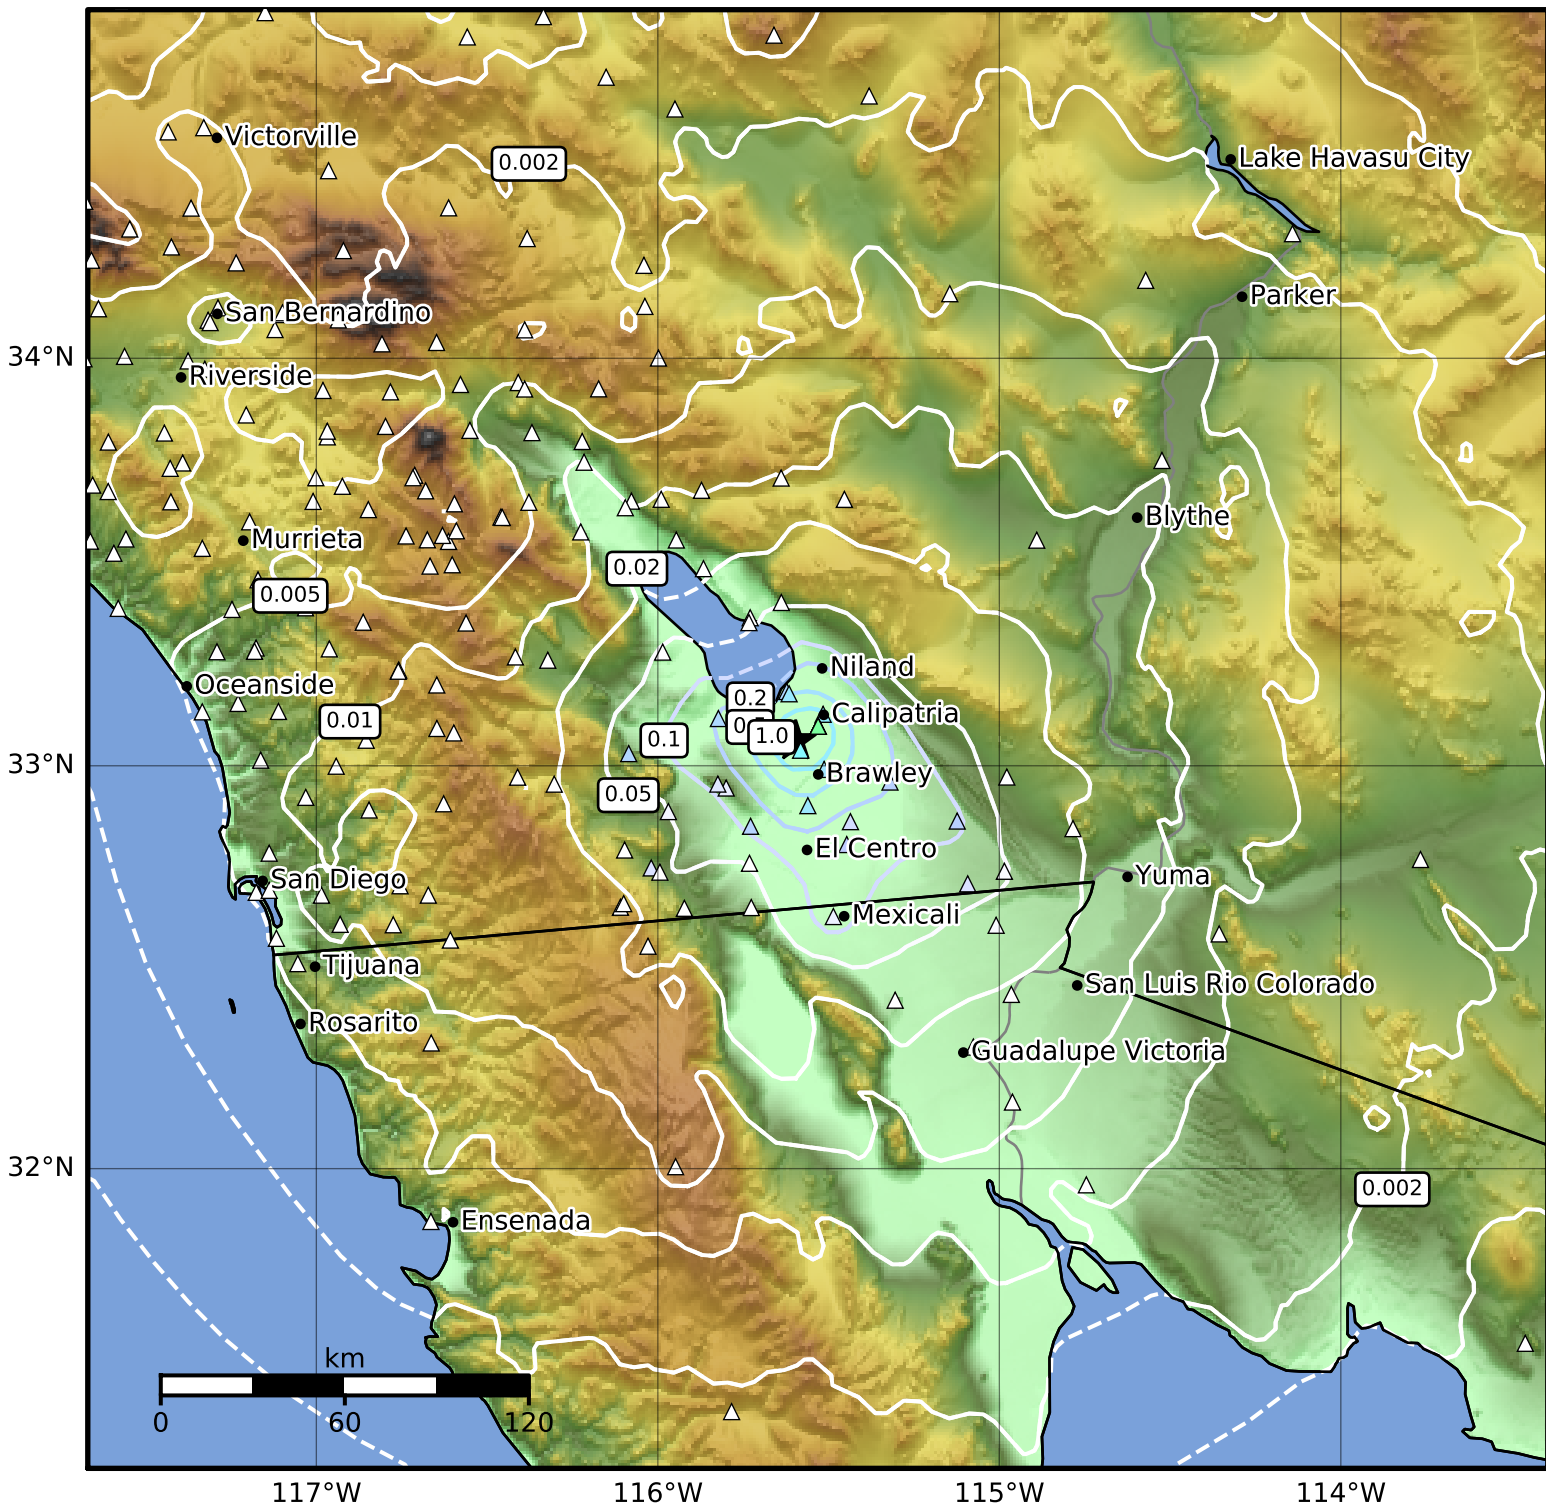 Victorville
0.002
Lake Havasu City
San Bernardino
Parker
34°N
Riverside
Blythe
Murrieta
0.02
0.005
Niland
Oceanside
0.2
0.01
Calipatria
0.1
1.0
33°N
Brawley
0.05
El Centro
San Diego
Yuma
Mexicali
Tijuana
San Luis Rio Colorado
Rosarito
Guadalupe Victoria
32°N
0.002
Ensenada
km
0 60 120
117°W 116°W 115°W 114°W